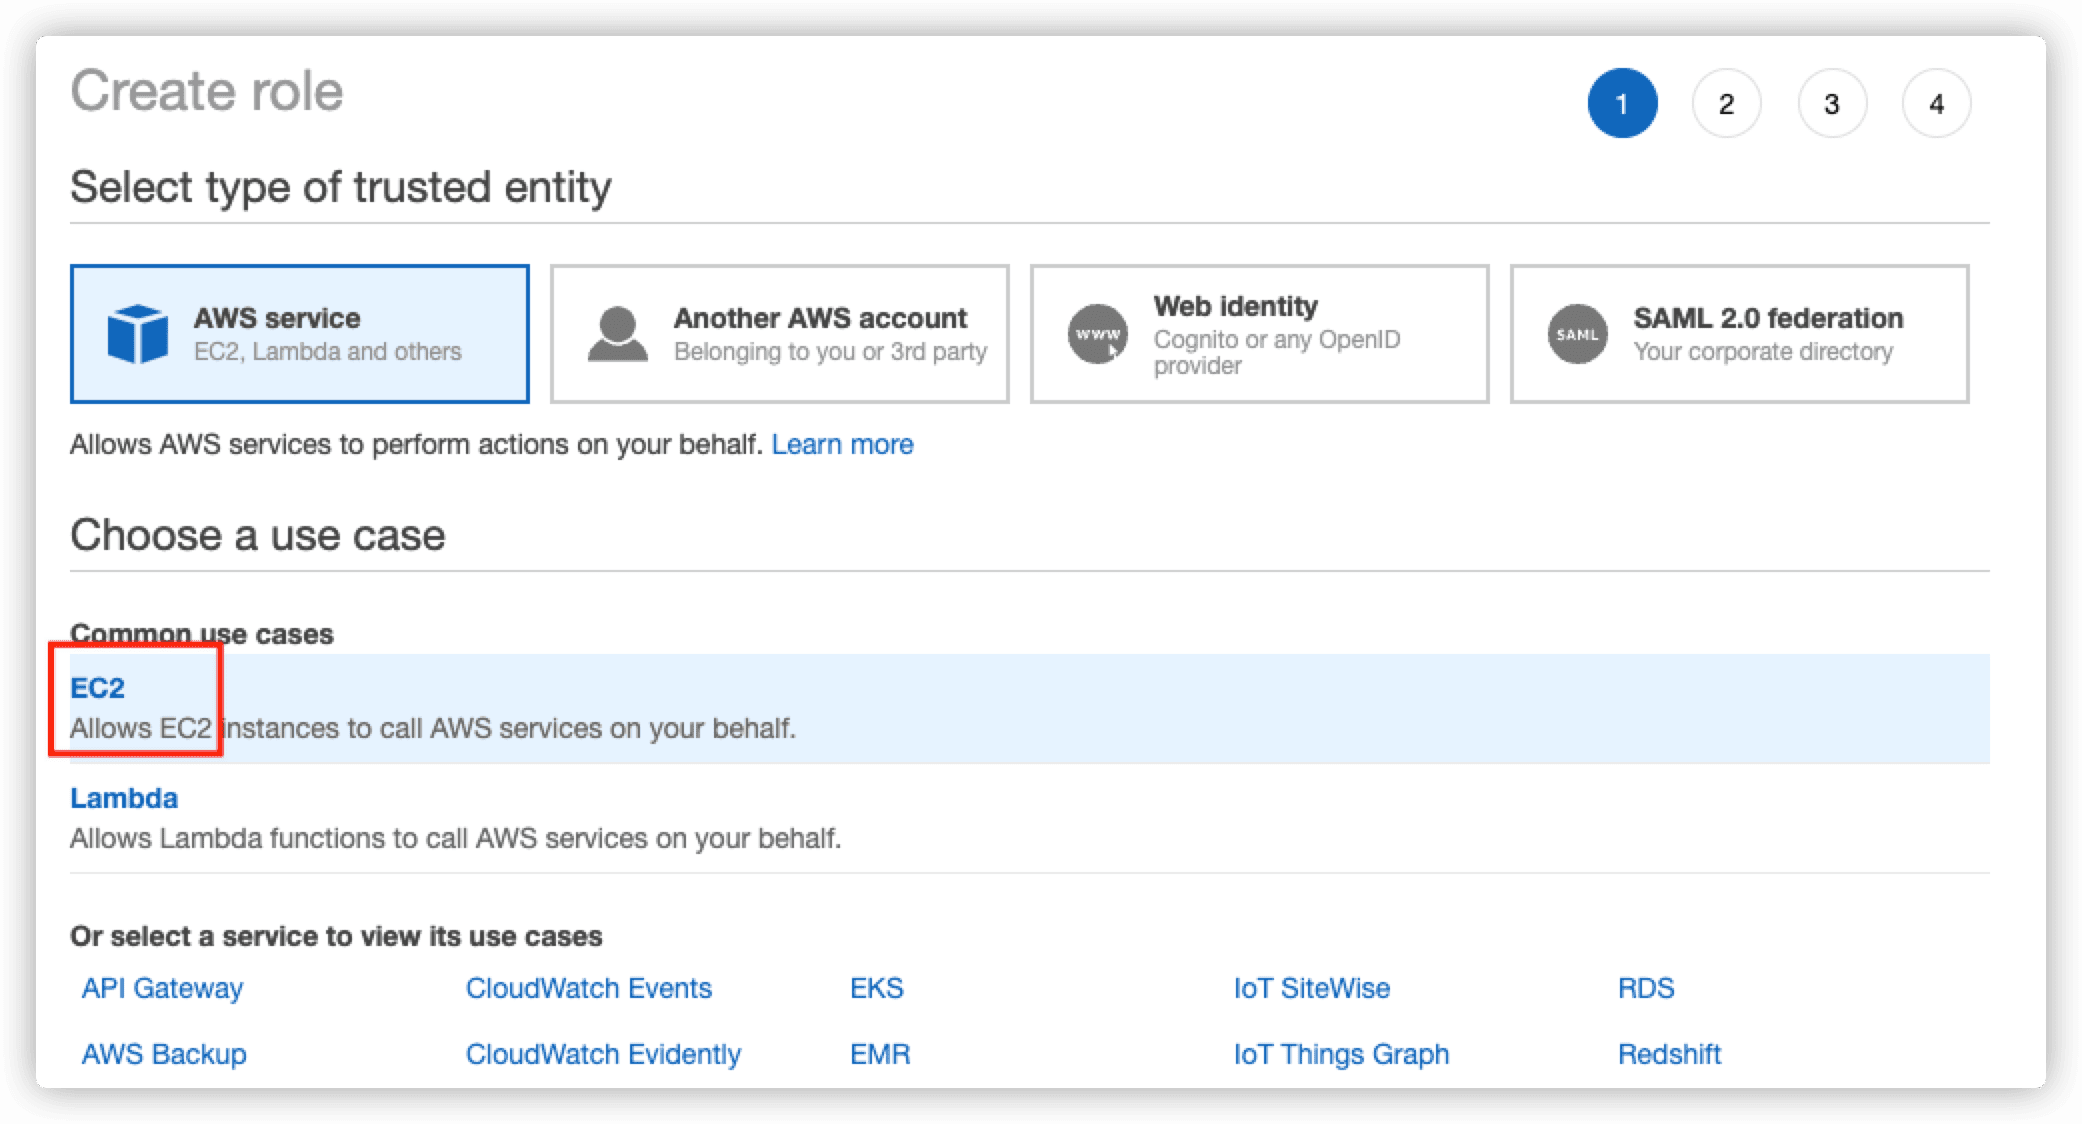 Create role
1 2 3 4
Select type of trusted entity
AWS service
EC2, Lambda and others
Another AWS account
Belonging to you or 3rd party
www
Web identity
Cognito or any OpenID
provider
SAML
SAML 2.0 federation
Your corporate directory
Allows AWS services to perform actions on your behalf. Learn more
Choose a use case
Common use cases
EC2
Allows EC2 instances to call AWS services on your behalf.
Lambda
Allows Lambda functions to call AWS services on your behalf.
Or select a service to view its use cases
API Gateway CloudWatch Events EKS IoT SiteWise RDS
AWS Backup CloudWatch Evidently EMR IoT Things Graph Redshift